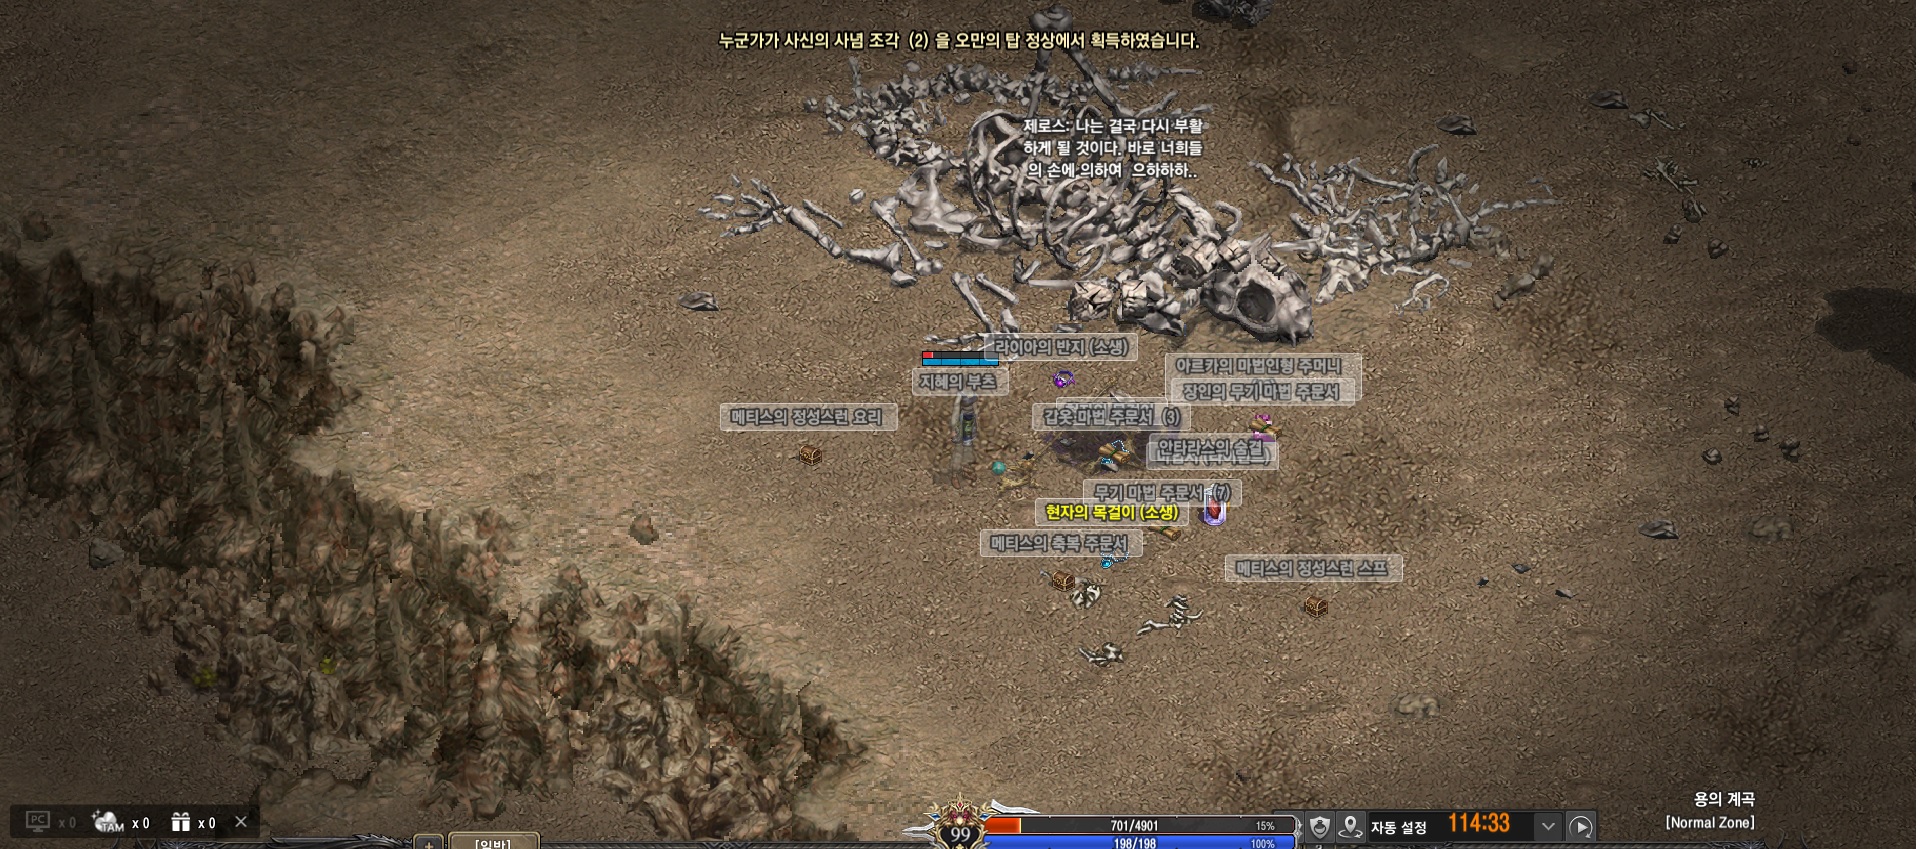 누군가가 사신의 사념 조각 (2) 을 오만의 탑 정상에서 획득하였습니다.
제로스: 나는 결국 다시 부활
하게 될 것이다. 바로 너희들
의 손에 의하여 으하하하..
라이아의 반지 (소생)
지혜의 부츠
아르카의 마법인형 주머니
장인의 무기 마법 주문서
메티스의 정성스런 요리
갑옷 마법 주문서 (3)
안타라스의 숨결
무기 마법 주문서 (7)
현자의 목걸이 (소생)
메티스의 축복 주문서
메티스의 정성스런 스프
용의 계곡
[Normal Zone]
PC x 0 TAM x 0 x 0
99
701/4901 15%
198/198 100%
자동 설정 114:33
[일반]